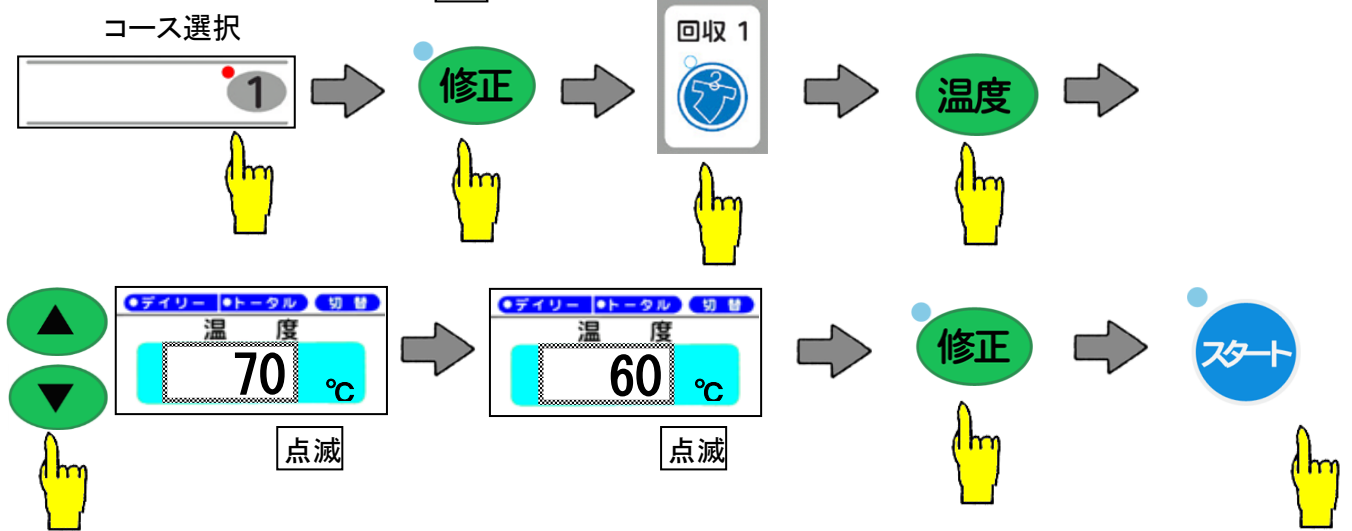 コース選択
1
修正
回収 1
温度
▲
▼
●デイリー ●トータル 切替
温 度
70 ℃
点滅
●デイリー ●トータル 切替
温 度
60 ℃
点滅
修正
スタート